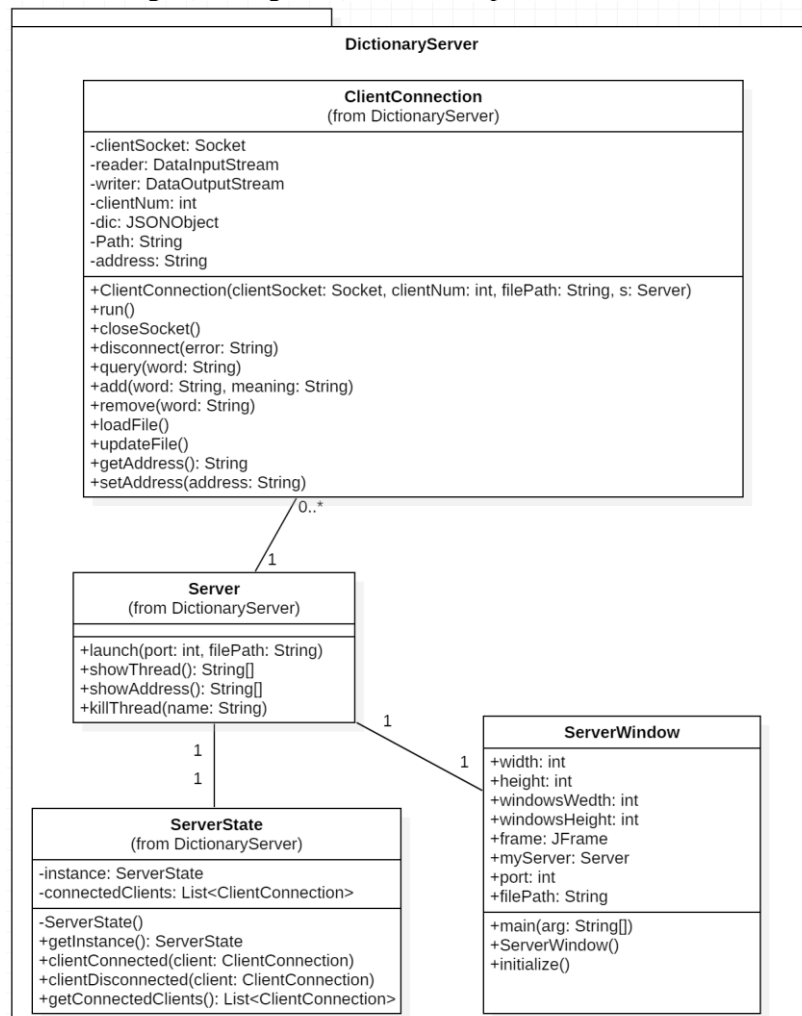 DictionaryServer
ClientConnection
(from DictionaryServer)
-clientSocket: Socket
-reader: DataInputStream
-writer: DataOutputStream
-clientNum: int
-dic: JSONObject
-Path: String
-address: String
+ClientConnection(clientSocket: Socket, clientNum: int, filePath: String, s: Server)
+run()
+closeSocket()
+disconnect(error: String)
+query(word: String)
+add(word: String, meaning: String)
+remove(word: String)
+loadFile()
+updateFile()
+getAddress(): String
+setAddress(address: String)
0..*
1
Server
(from DictionaryServer)
+launch(port: int, filePath: String)
+showThread(): String[]
+showAddress(): String[]
+killThread(name: String)
1
1
1
1
ServerWindow
+width: int
+height: int
+windowsWedth: int
+windowsHeight: int
+frame: JFrame
+myServer: Server
+port: int
+filePath: String
+main(arg: String[])
+ServerWindow()
+initialize()
ServerState
(from DictionaryServer)
-instance: ServerState
-connectedClients: List<ClientConnection>
-ServerState()
+getInstance(): ServerState
+clientConnected(client: ClientConnection)
+clientDisconnected(client: ClientConnection)
+getConnectedClients(): List<ClientConnection>